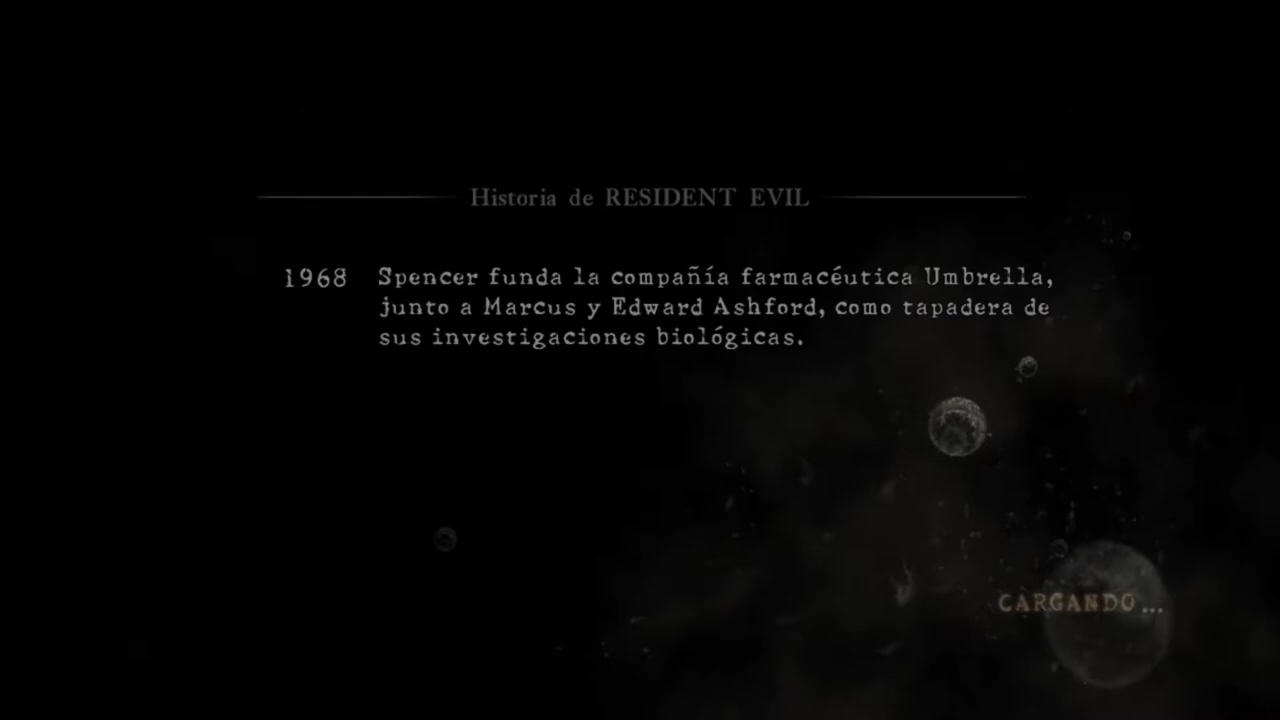 Historia de RESIDENT EVIL
1968 Spencer funda la compañía farmacéutica Umbrella,
junto a Marcus y Edward Ashford, como tapadera de
sus investigaciones biológicas.
CARGANDO...